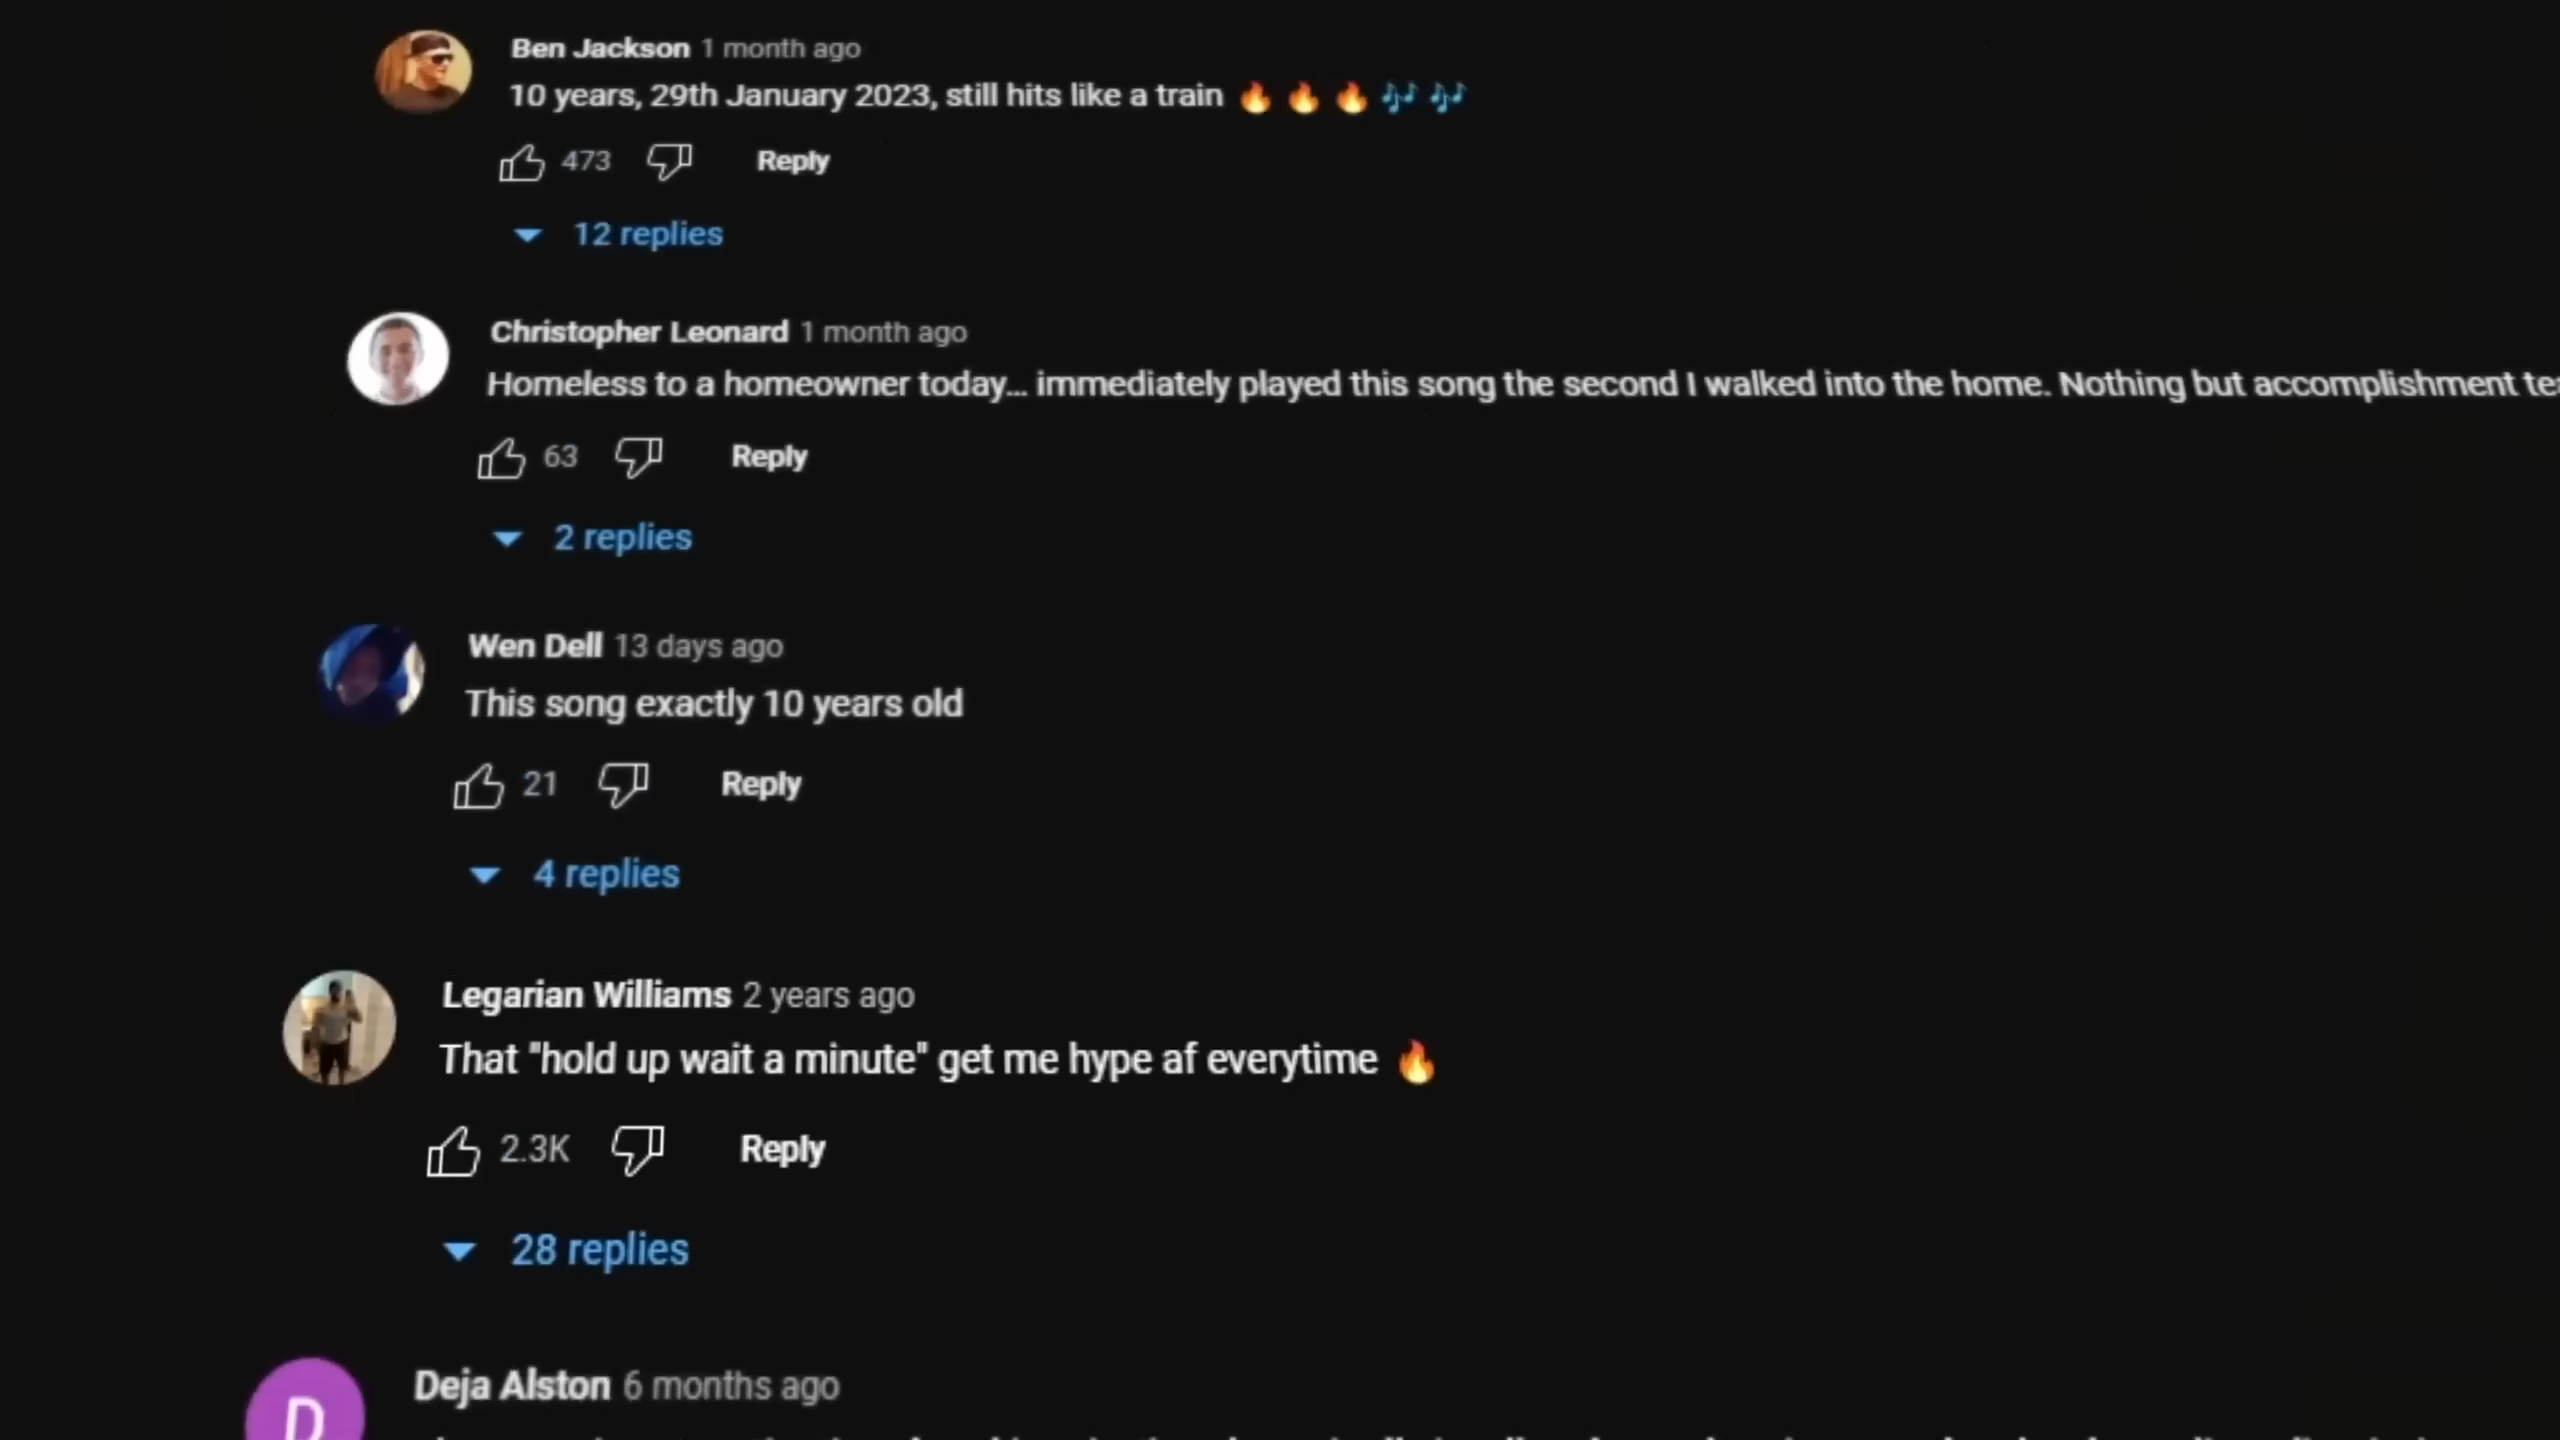 Ben Jackson 1 month ago
10 years, 29th January 2023, still hits like a train 🔥 🔥 🔥 🎶 🎶
473 Reply
12 replies
Christopher Leonard 1 month ago
Homeless to a homeowner today... immediately played this song the second I walked into the home. Nothing but accomplishment
63 Reply
2 replies
Wen Dell 13 days ago
This song exactly 10 years old
21 Reply
4 replies
Legarian Williams 2 years ago
That "hold up wait a minute" get me hype af everytime 🔥
2.3K Reply
28 replies
D
Deja Alston 6 months ago